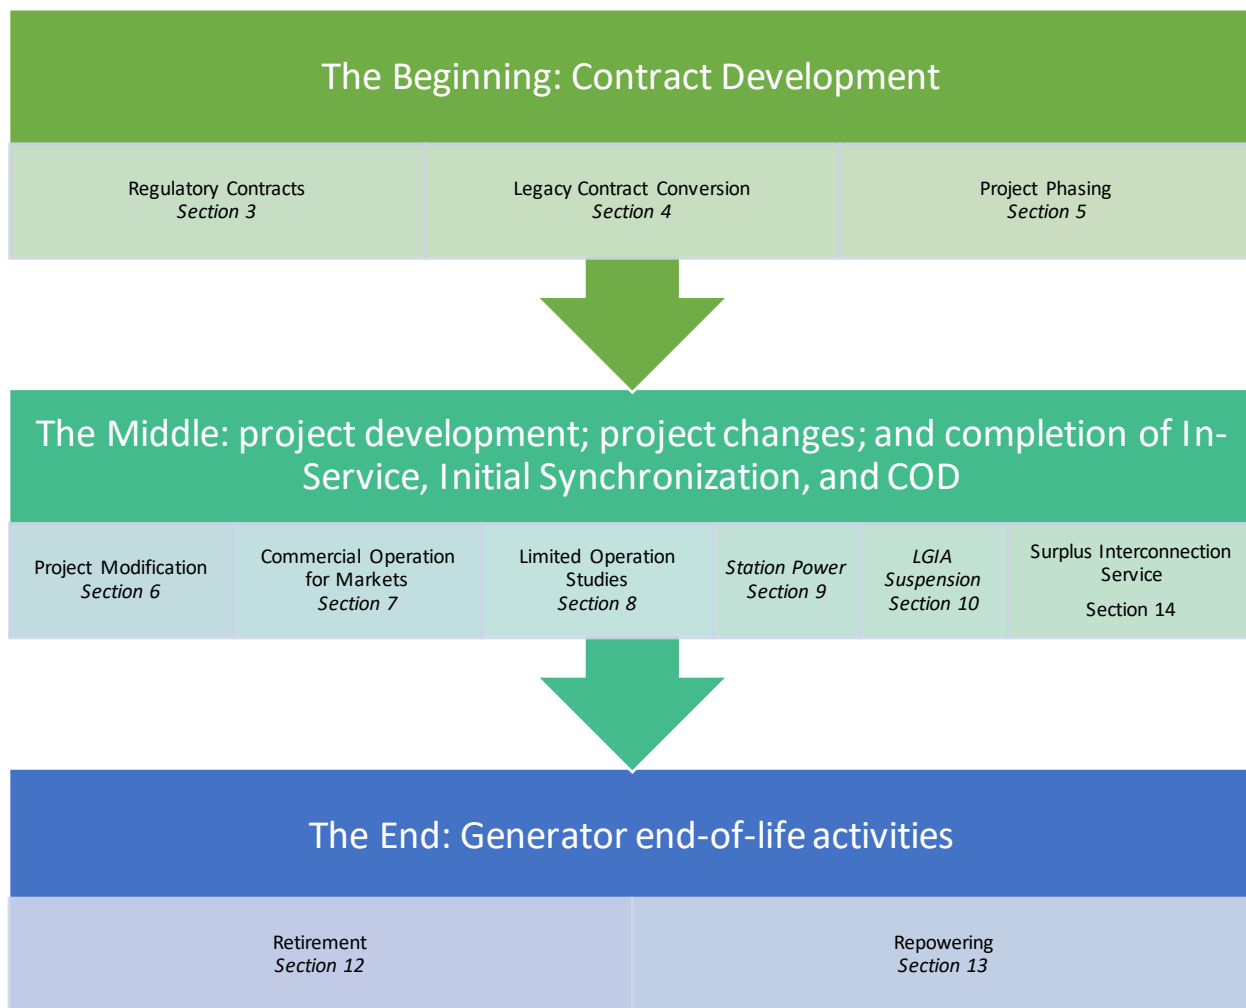 The Beginning: Contract Development
Regulatory Contracts
Section 3
Legacy Contract Conversion
Section 4
Project Phasing
Section 5
The Middle: project development; project changes; and completion of In-
Service, Initial Synchronization, and COD
Project Modification
Section 6
Commercial Operation
for Markets
Section 7
Limited Operation
Studies
Section 8
Station Power
Section 9
LGIA
Suspension
Section 10
Surplus Interconnection
Service
Section 14
The End: Generator end-of-life activities
Retirement
Section 12
Repowering
Section 13